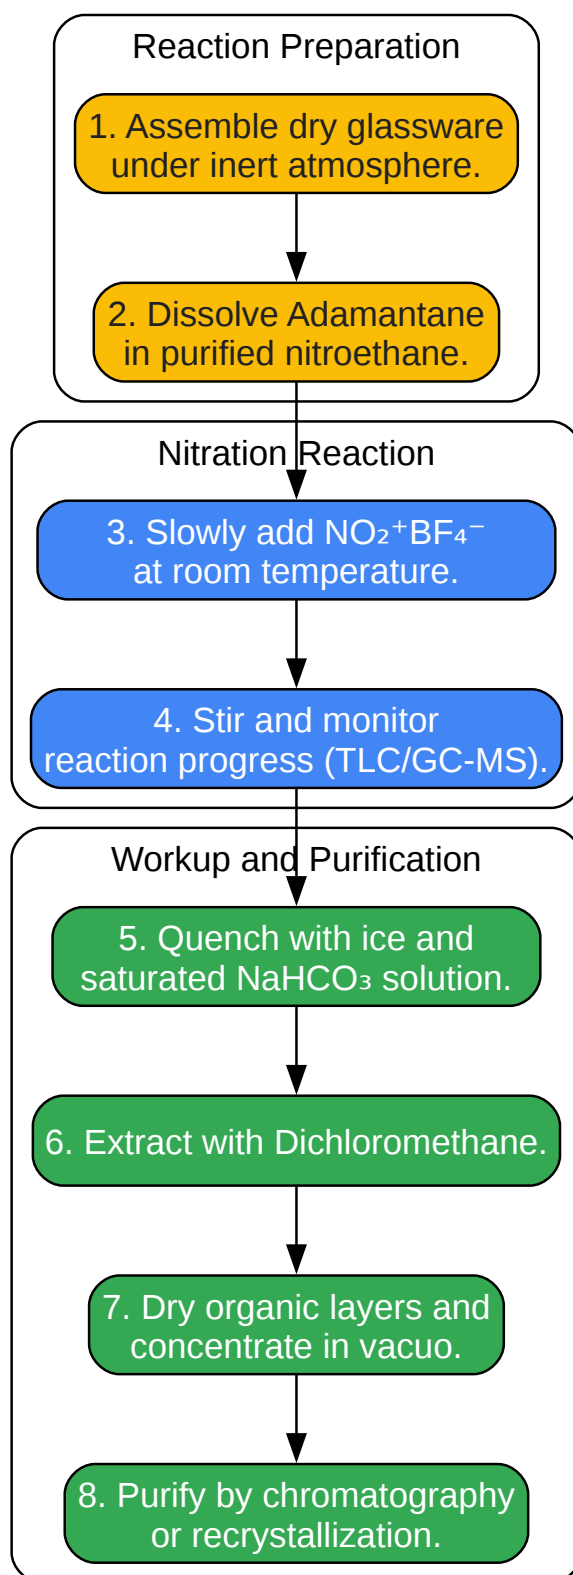 Reaction Preparation
1. Assemble dry glassware
under inert atmosphere.
2. Dissolve Adamantane
in purified nitroethane.
Nitration Reaction
3. Slowly add NO₂⁺BF₄⁻
at room temperature.
4. Stir and monitor
reaction progress (TLC/GC-MS).
Workup and Purification
5. Quench with ice and
saturated NaHCO₃ solution.
6. Extract with Dichloromethane.
7. Dry organic layers and
concentrate in vacuo.
8. Purify by chromatography
or recrystallization.